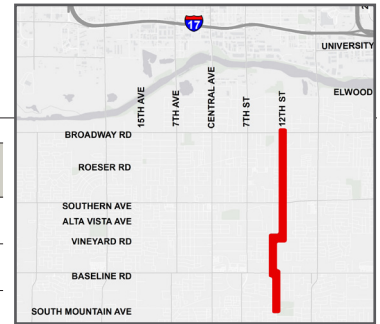 17
UNIVERSITY
ELWOOD
15TH AVE
7TH AVE
CENTRAL AVE
7TH ST
12TH ST
BROADWAY RD
ROESER RD
SOUTHERN AVE
ALTA VISTA AVE
VINEYARD RD
BASELINE RD
SOUTH MOUNTAIN AVE